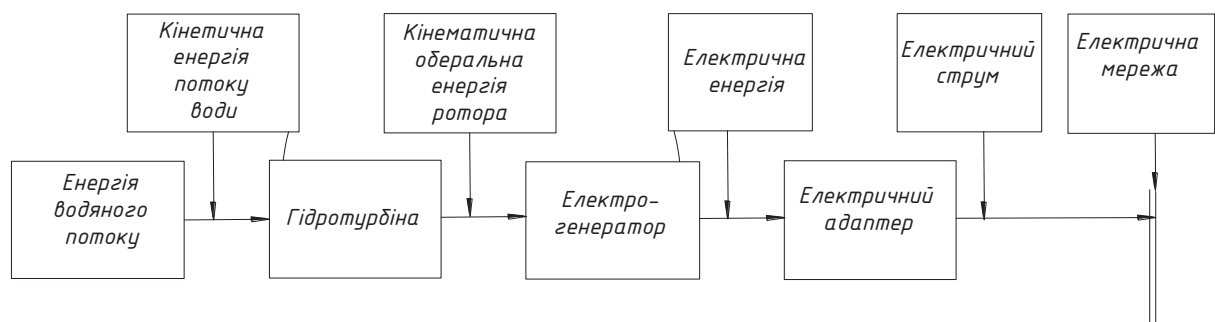 Кінетична
енергія
потоку
води
Кінематична
оберальна
енергія
ротора
Електрична
енергія
Електричний
струм
Електрична
мережа
Енергія
водяного
потоку
Гідротурбіна
Електро-
генератор
Електричний
адаптер